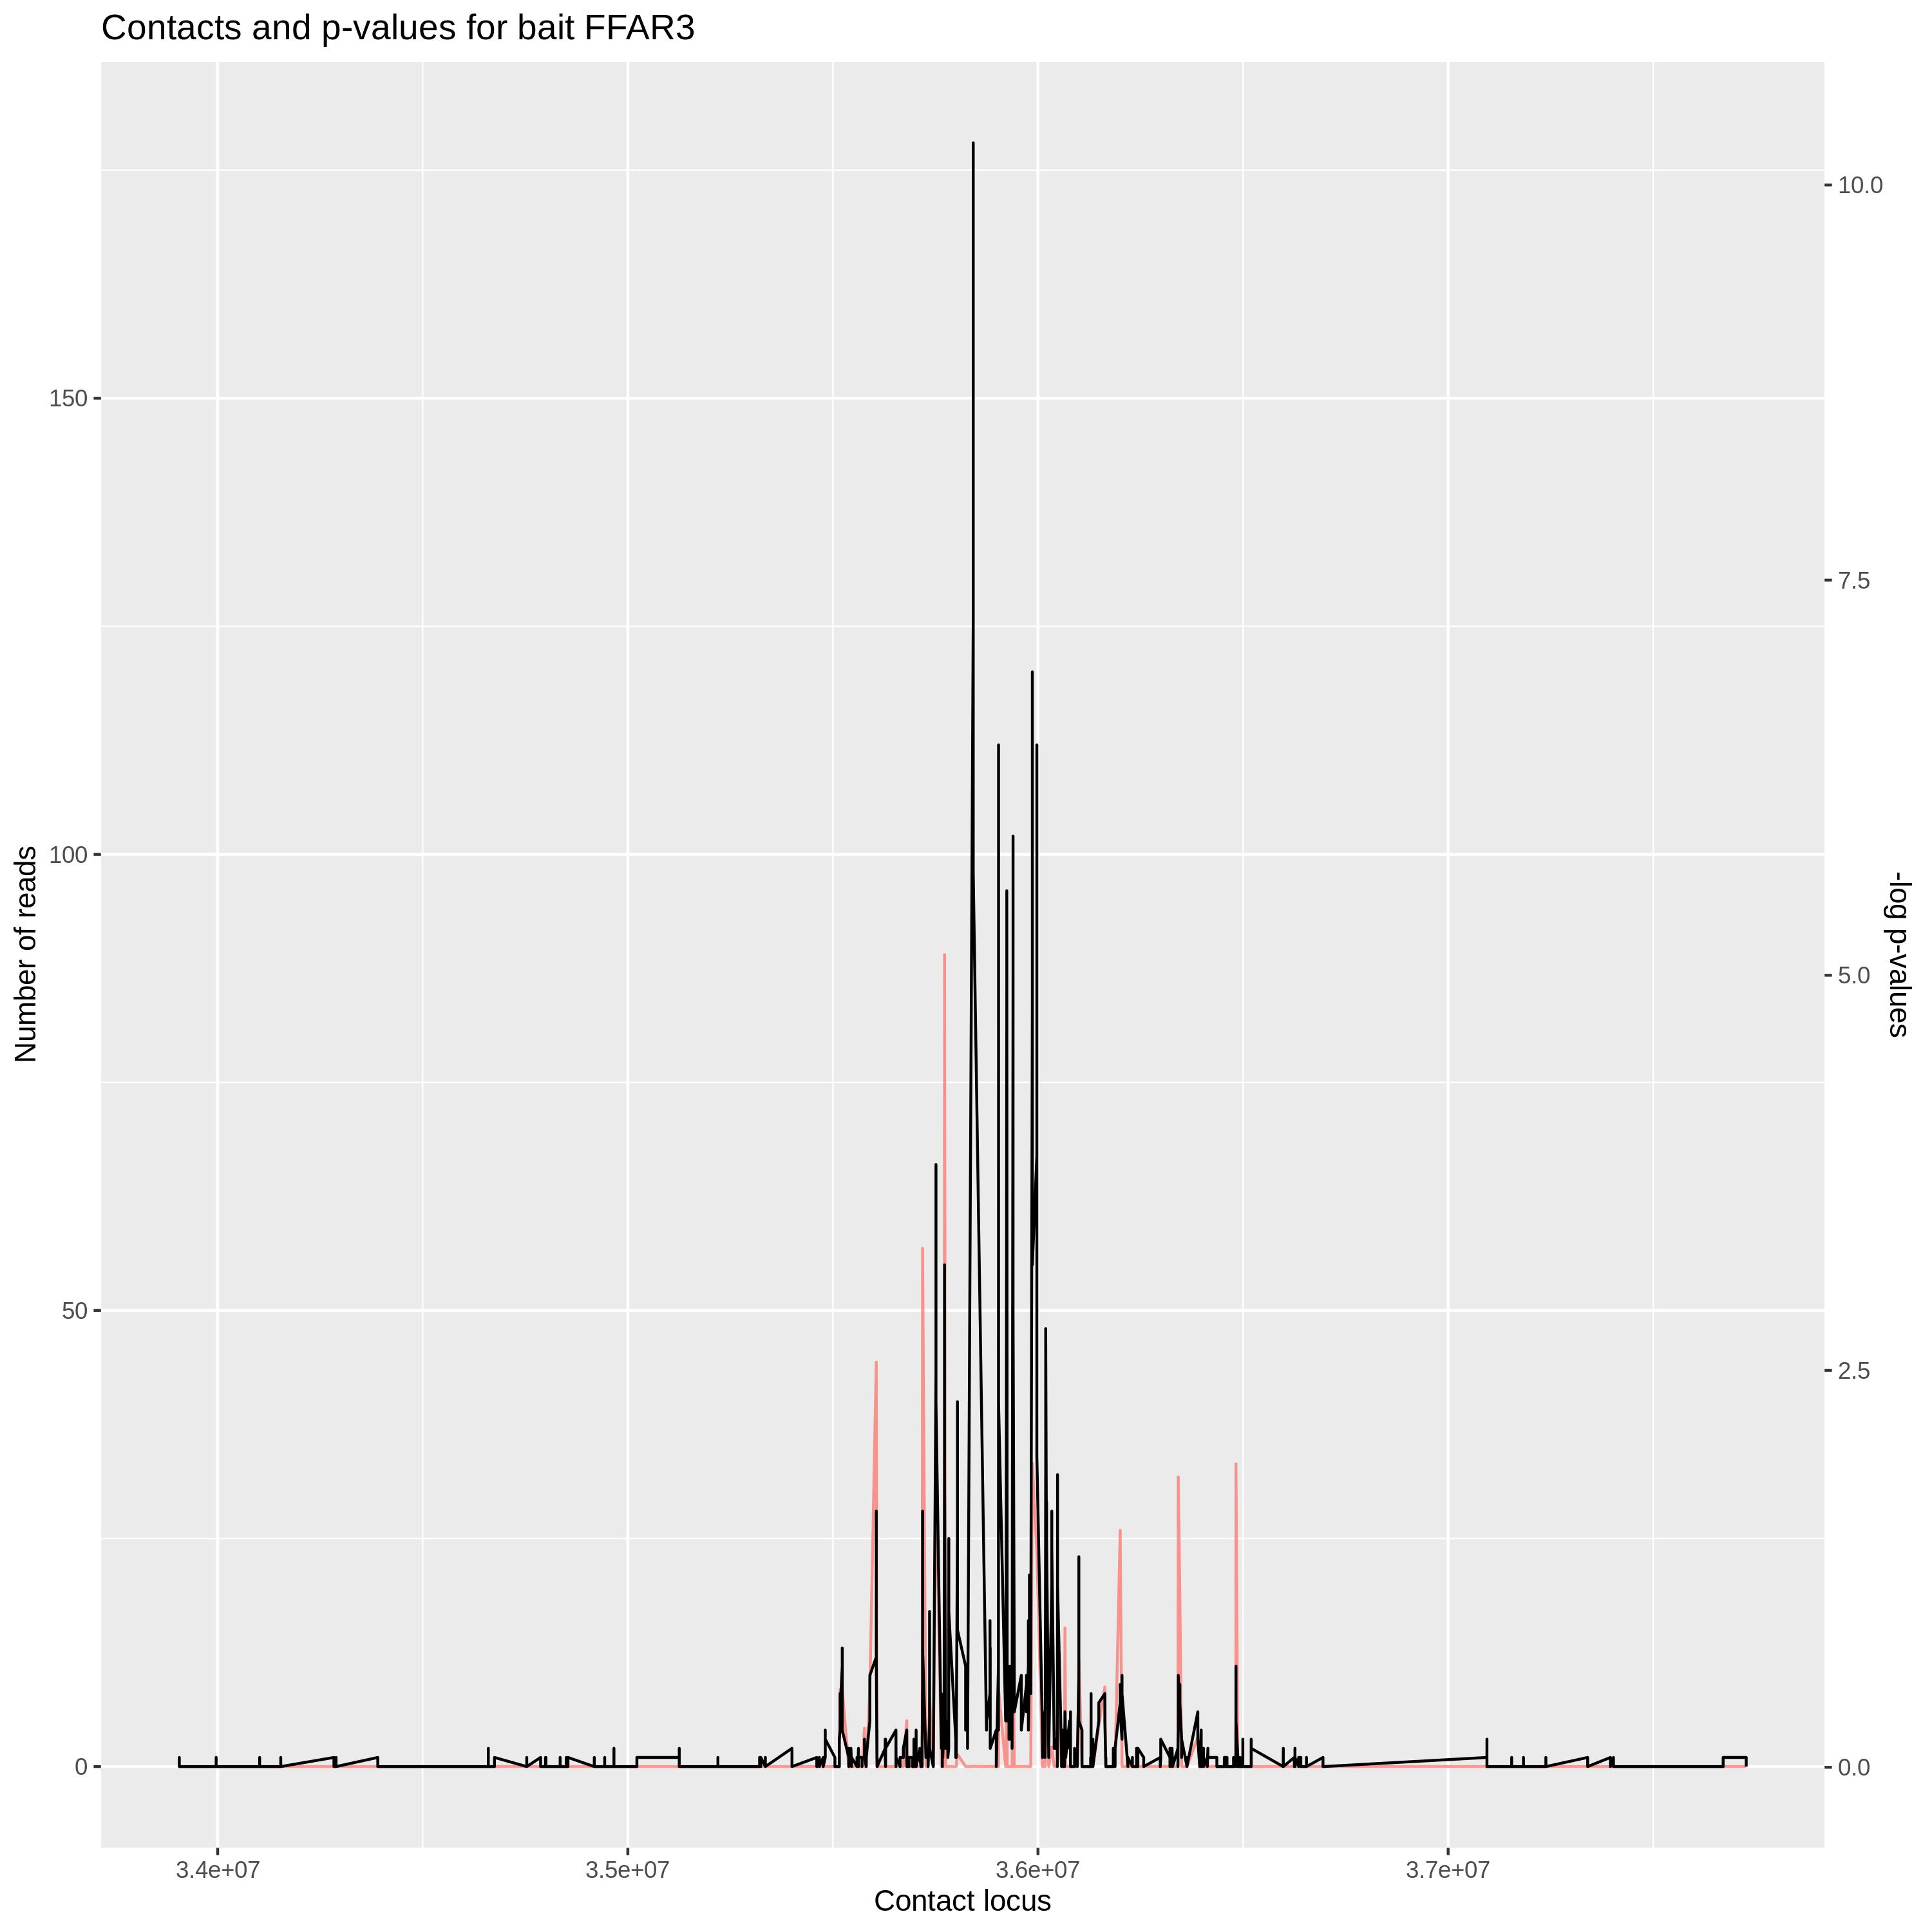 Contacts and p-values for bait FFAR3
150
100
50
0
Number of reads
10.0
7.5
5.0
2.5
0.0
-log p-values
3.4e+07
3.5e+07
3.6e+07
3.7e+07
Contact locus